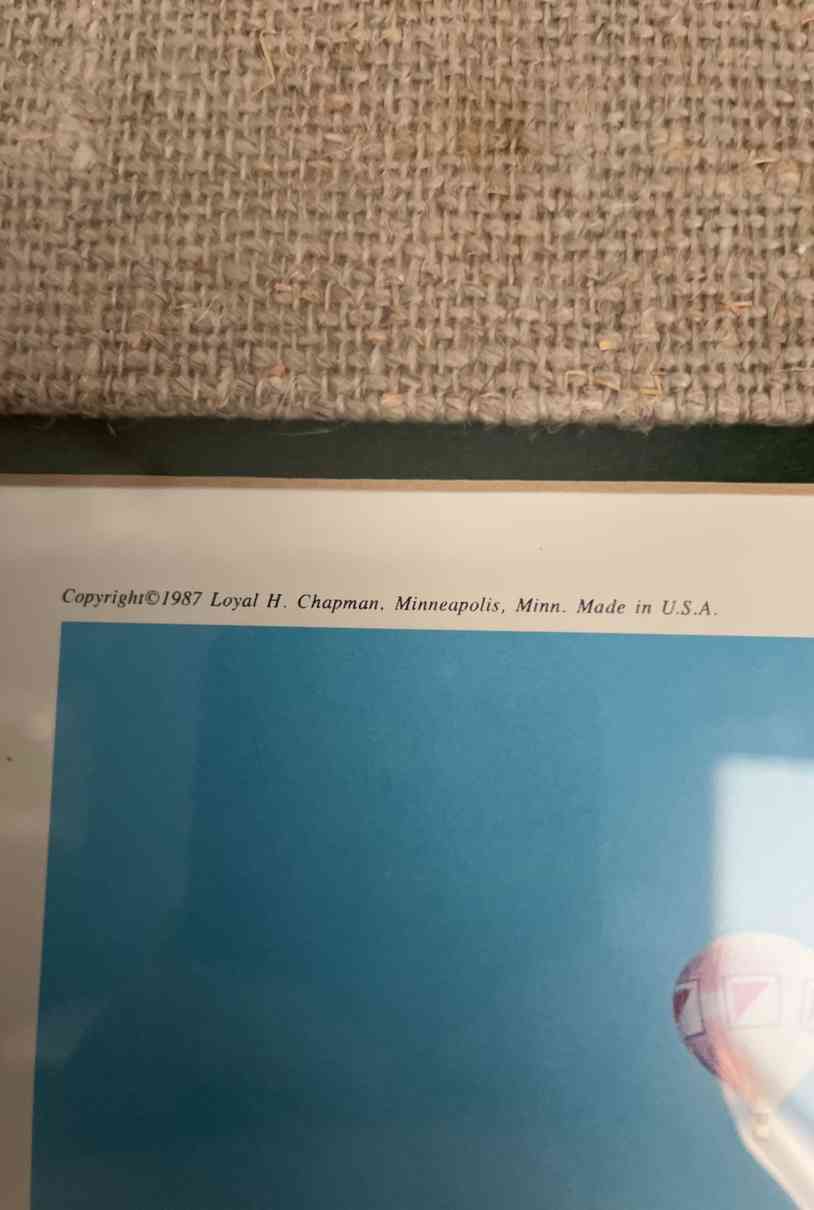 Copyright©1987 Loyal H. Chapman, Minneapolis, Minn. Made in U.S.A.